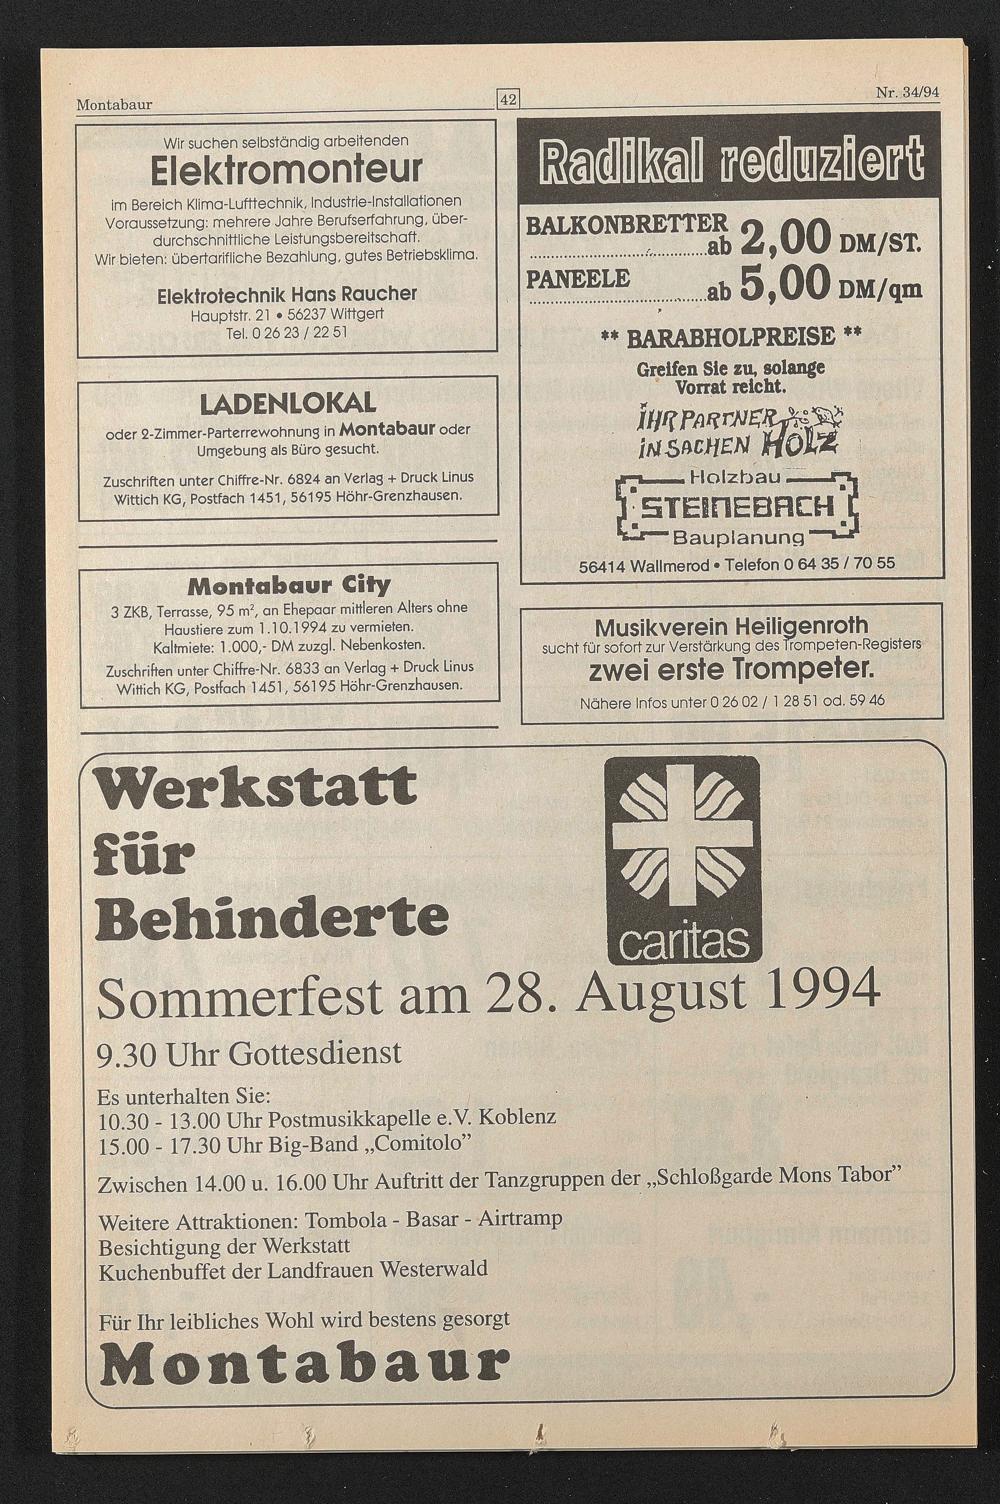 Montabaur
42
Nr. 34/94
Wir suchen selbständig arbeitenden
Elektromonteur
im Bereich Klima-Lufttechnik, Industrie-Installationen
Voraussetzung: mehrere Jahre Berufserfahrung, über-
durchschnittliche Leistungsbereitschaft.
Wir bieten: übertarifliche Bezahlung, gutes Betriebsklima.
Elektrotechnik Hans Raucher
Hauptstr. 21 • 56237 Wittgert
Tel. 0 26 23 / 22 51
LADENLOKAL
oder 2-Zimmer-Parterrewohnung in Montabaur oder
Umgebung als Büro gesucht.
Zuschriften unter Chiffre-Nr. 6824 an Verlag + Druck Linus
Wittich KG, Postfach 1451, 56195 Höhr-Grenzhausen.
Montabaur City
3 ZKB, Terrasse, 95 m², an Ehepaar mittleren Alters ohne
Haustiere zum 1.10.1994 zu vermieten.
Kaltmiete: 1.000,- DM zuzgl. Nebenkosten.
Zuschriften unter Chiffre-Nr. 6833 an Verlag + Druck Linus
Wittich KG, Postfach 1451, 56195 Höhr-Grenzhausen.
Radikal reduziert
BALKONBRETTER
ab 2,00 DM/ST.
PANEELE
ab 5,00 DM/qm
** BARABHOLPREISE **
Greifen Sie zu, solange
Vorrat reicht.
IHR PARTNER
IN SACHEN HOLZ
Holzbau
STEINEBACH
Bauplanung
56414 Wallmerod • Telefon 0 64 35 / 70 55
Musikverein Heiligenroth
sucht für sofort zur Verstärkung des Trompeten-Registers
zwei erste Trompeter.
Nähere Infos unter 0 26 02 / 1 28 51 od. 59 46
Werkstatt
für
Behinderte
caritas
Sommerfest am 28. August 1994
9.30 Uhr Gottesdienst
Es unterhalten Sie:
10.30 - 13.00 Uhr Postmusikkapelle e.V. Koblenz
15.00 - 17.30 Uhr Big-Band „Comitolo”
Zwischen 14.00 u. 16.00 Uhr Auftritt der Tanzgruppen der „Schloßgarde Mons Tabor”
Weitere Attraktionen: Tombola - Basar - Airtramp
Besichtigung der Werkstatt
Kuchenbuffet der Landfrauen Westerwald
Für Ihr leibliches Wohl wird bestens gesorgt
Montabaur